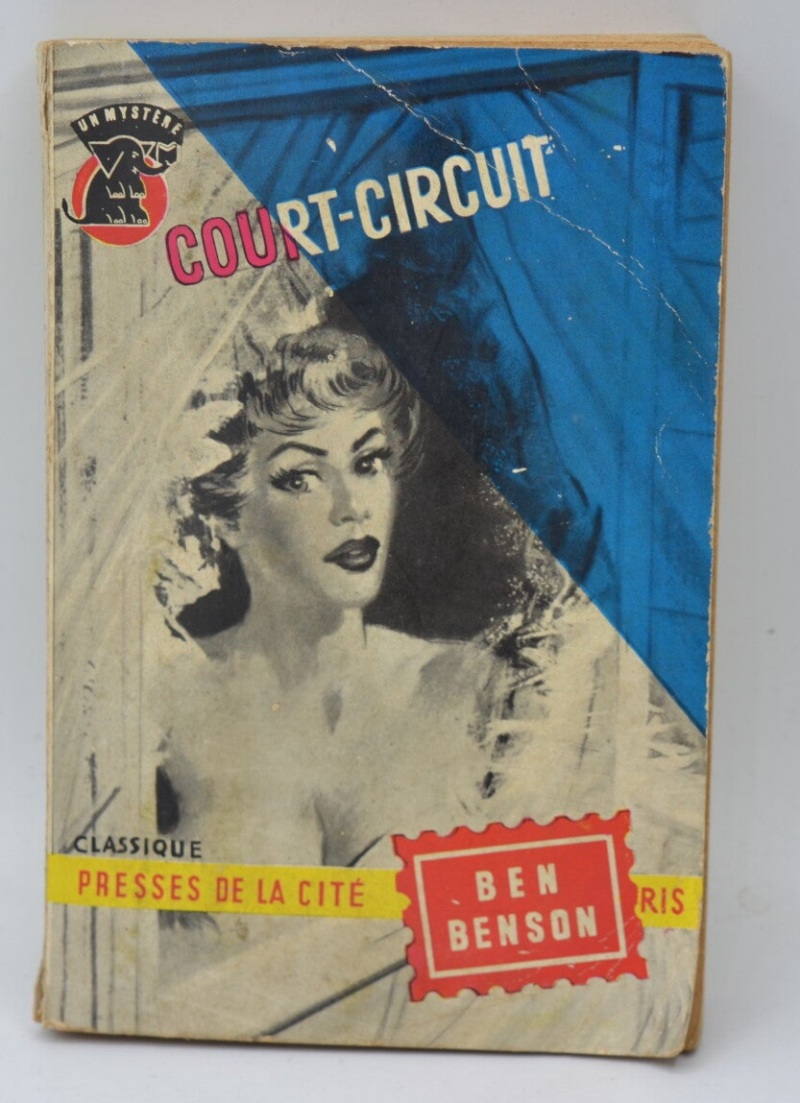 UN MYSTÈRE
COURT-CIRCUIT
CLASSIQUE
PRESSES DE LA CITÉ
RIS
BEN
BENSON